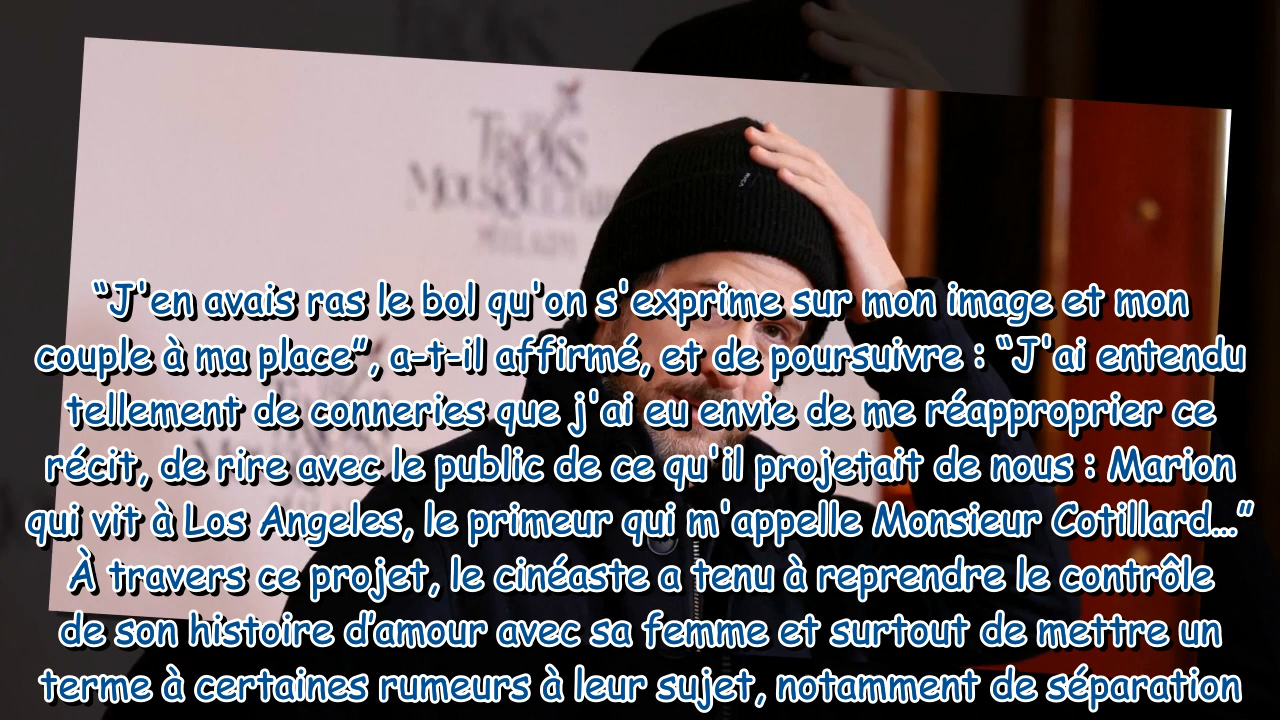 TROIS
MOUSQUETAIRES
MILADY
“J'en avais ras le bol qu'on s'exprime sur mon image et mon
couple à ma place”, a-t-il affirmé, et de poursuivre : “J'ai entendu
tellement de conneries que j'ai eu envie de me réapproprier ce
récit, de rire avec le public de ce qu'il projetait de nous : Marion
qui vit à Los Angeles, le primeur qui m'appelle Monsieur Cotillard...”
À travers ce projet, le cinéaste a tenu à reprendre le contrôle
de son histoire d’amour avec sa femme et surtout de mettre un
terme à certaines rumeurs à leur sujet, notamment de séparation